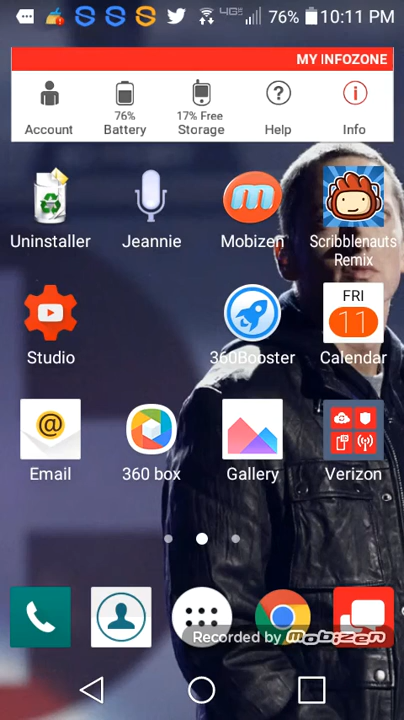 4G 76% 10:11 PM
MY INFOZONE
76% 17% Free
Account Battery Storage Help Info
Uninstaller Jeannie Mobizen Scribblenauts
Remix
FRI
11
Studio 360Booster Calendar
@
Email 360 box Gallery Verizon
Recorded by mobizen